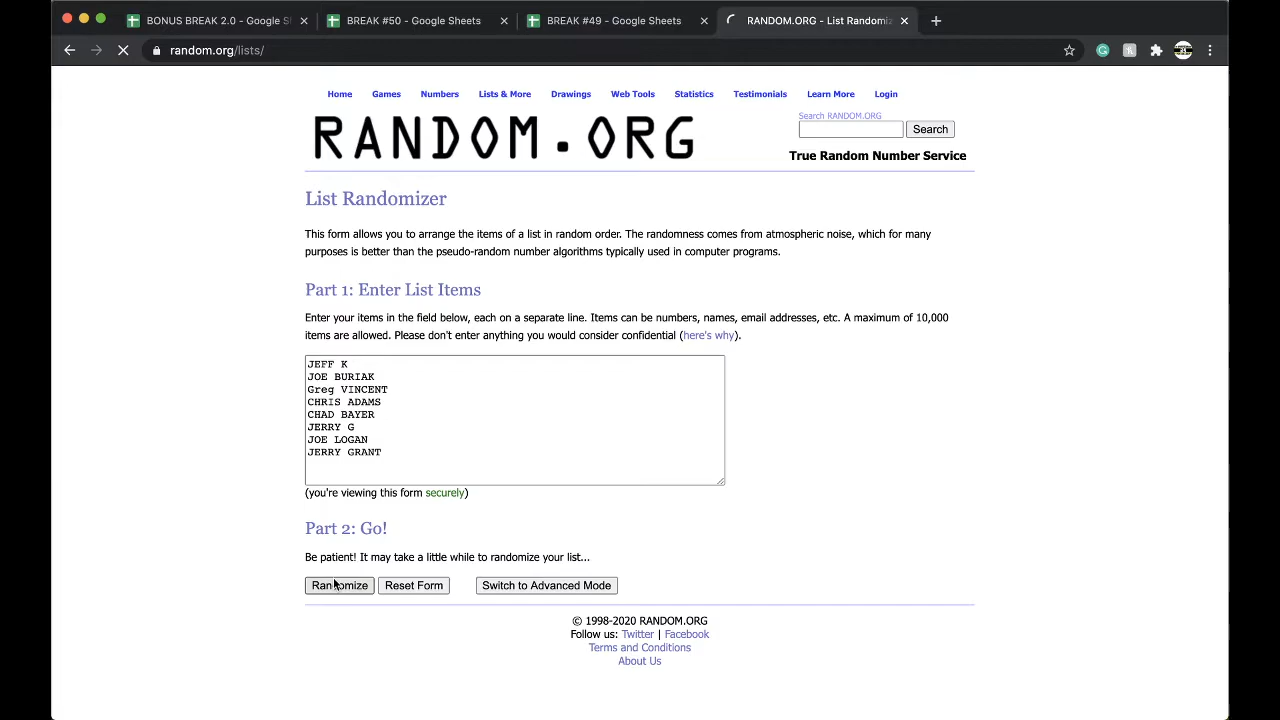 BONUS BREAK 2.0 - Google S
BREAK #50 - Google Sheets
BREAK #49 - Google Sheets
RANDOM.ORG - List Randomiz
random.org/lists/
Home Games Numbers Lists & More Drawings Web Tools Statistics Testimonials Learn More Login
RANDOM.ORG
Search RANDOM.ORG
Search
True Random Number Service
List Randomizer
This form allows you to arrange the items of a list in random order. The randomness comes from atmospheric noise, which for many
purposes is better than the pseudo-random number algorithms typically used in computer programs.
Part 1: Enter List Items
Enter your items in the field below, each on a separate line. Items can be numbers, names, email addresses, etc. A maximum of 10,000
items are allowed. Please don't enter anything you would consider confidential (here's why).
JEFF K
JOE BURIAK
Greg VINCENT
CHRIS ADAMS
CHAD BAYER
JERRY G
JOE LOGAN
JERRY GRANT
(you're viewing this form securely)
Part 2: Go!
Be patient! It may take a little while to randomize your list...
Randomize Reset Form Switch to Advanced Mode
© 1998-2020 RANDOM.ORG
Follow us: Twitter | Facebook
Terms and Conditions
About Us